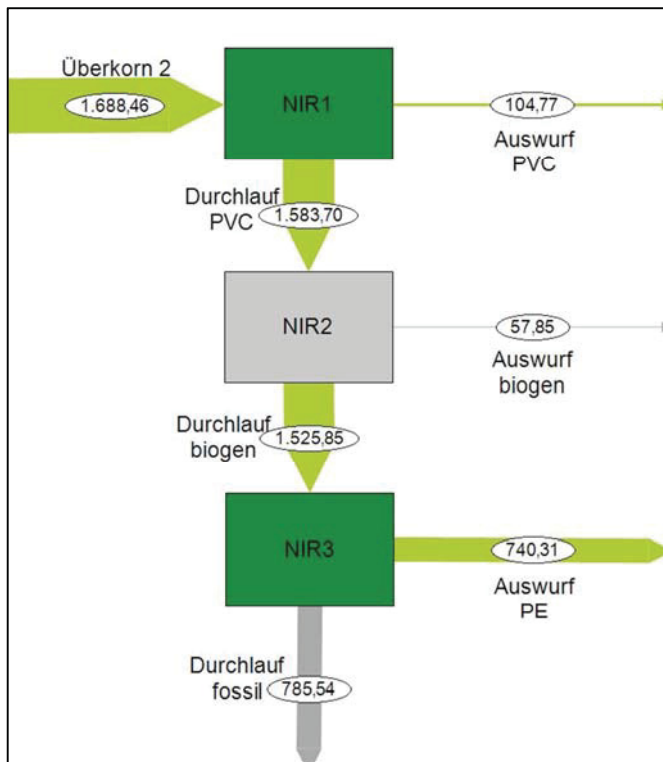 Überkorn 2
1.688,46
NIR1
104,77
Auswurf
PVC
Durchlauf
PVC
1.583,70
NIR2
57,85
Auswurf
biogen
Durchlauf
biogen
1.525,85
NIR3
740,31
Auswurf
PE
Durchlauf
fossil
785,54